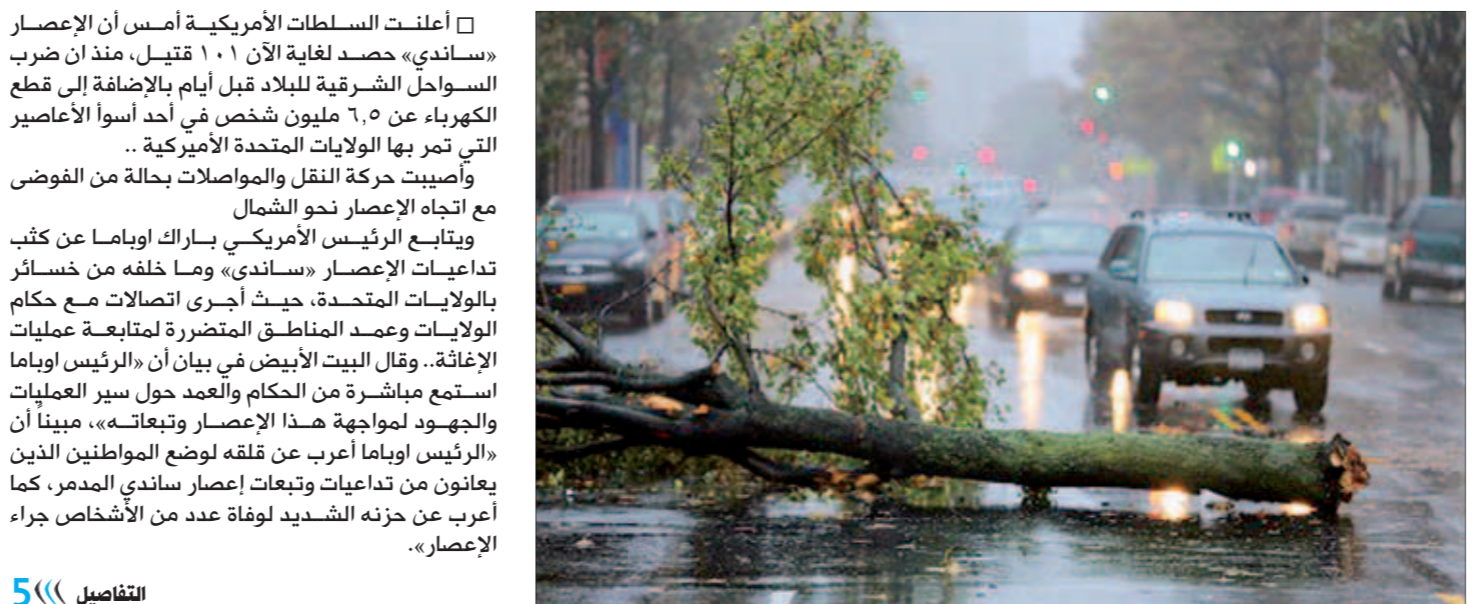 □ أعلنت السلطات الأمريكية أمس أن الإعصار
«ساندي» حصد لغاية الآن ١٠١ قتيل، منذ ان ضرب
السواحل الشرقية للبلاد قبل أيام بالإضافة إلى قطع
الكهرباء عن ٦,٥ مليون شخص في أحد أسوأ الأعاصير
التي تمر بها الولايات المتحدة الأميركية ..
وأصيبت حركة النقل والمواصلات بحالة من الفوضى
مع اتجاه الإعصار نحو الشمال
ويتابع الرئيس الأمريكي باراك اوباما عن كثب
تداعيات الإعصار «ساندي» وما خلفه من خسائر
بالولايات المتحدة، حيث أجرى اتصالات مع حكام
الولايات وعمد المناطق المتضررة لمتابعة عمليات
الإغاثة.. وقال البيت الأبيض في بيان أن «الرئيس اوباما
استمع مباشرة من الحكام والعمد حول سير العمليات
والجهود لمواجهة هذا الإعصار وتبعاته»، مبيناً أن
«الرئيس اوباما أعرب عن قلقه لوضع المواطنين الذين
يعانون من تداعيات وتبعات إعصار ساندي المدمر، كما
أعرب عن حزنه الشديد لوفاة عدد من الأشخاص جراء
الإعصار».
التفاصيل 5